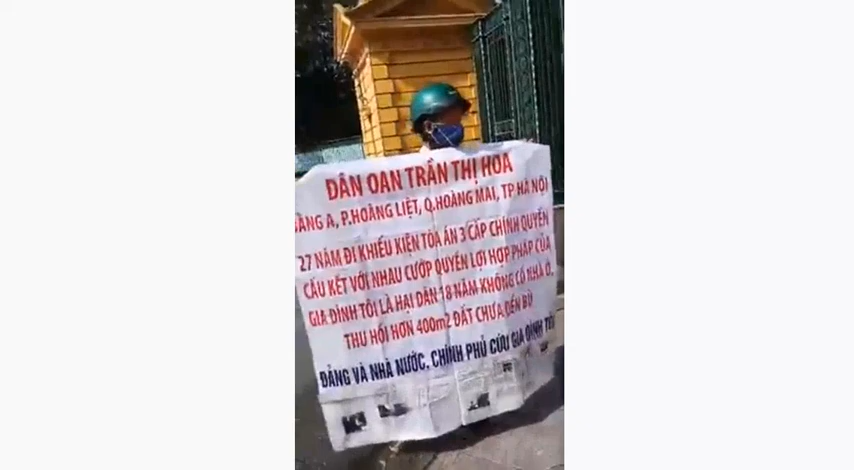 DÂN OAN TRẦN THỊ HOA
BẰNG A, P.HOÀNG LIỆT, Q.HOÀNG MAI, TP HÀ NỘI
27 NĂM ĐI KHIẾU KIỆN TÒA ÁN 3 CẤP CHÍNH QUYỀN
CẤU KẾT VỚI NHAU CƯỚP QUYỀN LỢI HỢP PHÁP CỦA
GIA ĐÌNH TÔI LÀ HẠI DÂN 18 NĂM KHÔNG CÓ NHÀ Ở.
THU HỒI HƠN 400m2 ĐẤT CHƯA ĐỀN BÙ
ĐẢNG VÀ NHÀ NƯỚC, CHÍNH PHỦ CỨU GIA ĐÌNH TÔI